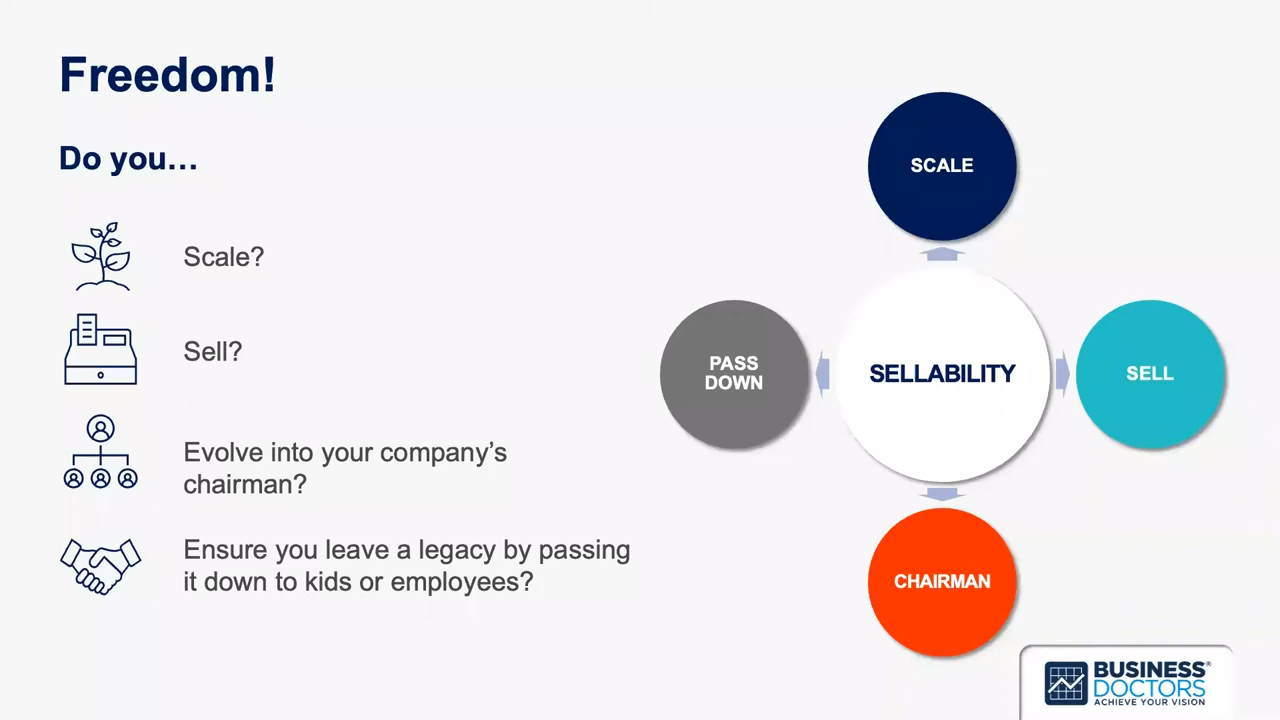 Freedom!
Do you…
Scale?
Sell?
Evolve into your company’s
chairman?
Ensure you leave a legacy by passing
it down to kids or employees?
SCALE
PASS
DOWN
SELLABILITY
SELL
CHAIRMAN
BUSINESS®
DOCTORS
ACHIEVE YOUR VISION